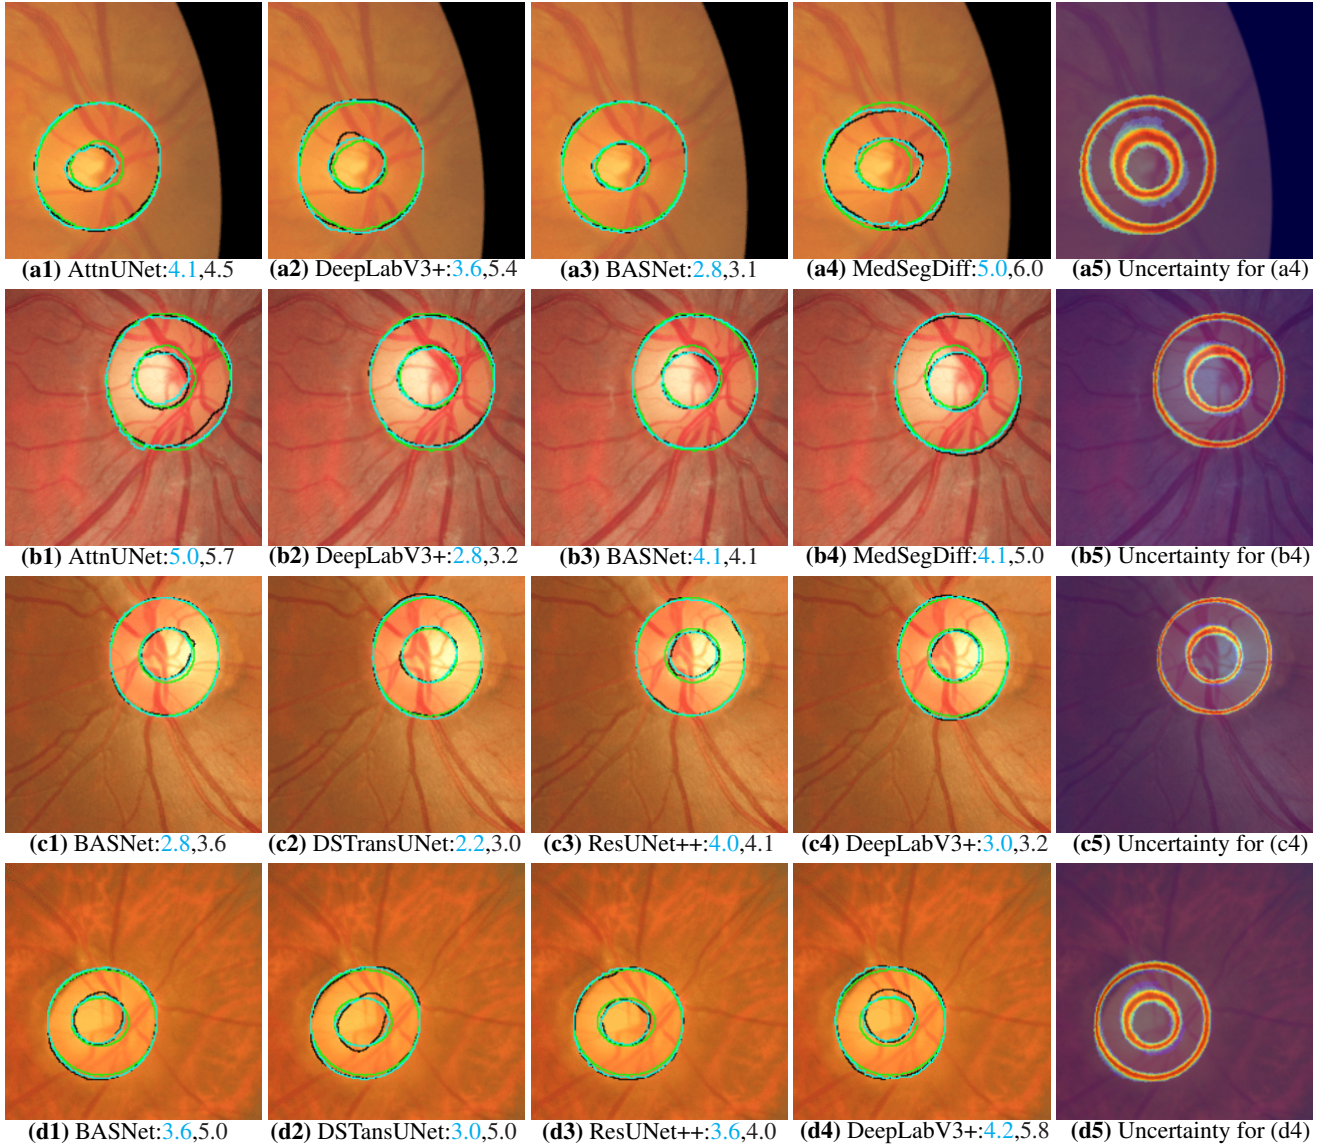 (a1) AttnUNet:4.1,4.5 (a2) DeepLabV3+:3.6,5.4 (a3) BASNet:2.8,3.1 (a4) MedSegDiff:5.0,6.0 (a5) Uncertainty for (a4)
(b1) AttnUNet:5.0,5.7 (b2) DeepLabV3+:2.8,3.2 (b3) BASNet:4.1,4.1 (b4) MedSegDiff:4.1,5.0 (b5) Uncertainty for (b4)
(c1) BASNet:2.8,3.6 (c2) DSTransUNet:2.2,3.0 (c3) ResUNet++:4.0,4.1 (c4) DeepLabV3+:3.0,3.2 (c5) Uncertainty for (c4)
(d1) BASNet:3.6,5.0 (d2) DSTansUNet:3.0,5.0 (d3) ResUNet++:3.6,4.0 (d4) DeepLabV3+:4.2,5.8 (d5) Uncertainty for (d4)